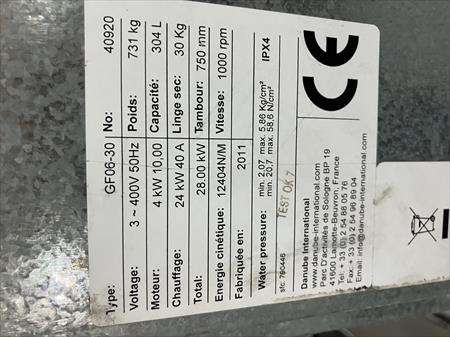 Type: GF06-30 No: 40920
Voltage: 3 ~ 400V 50Hz Poids: 731 kg
Moteur: 4 kW 10,00 Capacité: 304 L
Chauffage: 24 kW 40 A Linge sec: 30 Kg
Total: 28.00 kW Tambour: 750 mm
Energie cinétique: 12404N/M Vitesse: 1000 rpm
Fabriquée en: 2011
Water pressure: min. 2,07 max. 5,86 Kg/cm² IPX4
min. 20,7 max. 58,6 N/cm²
sfc: 790446 TEST OK 7
CE
Danube International
www.danube-international.com
Parc D'activités de Sologne BP 19
41600 Lamotte-Beuvron, France
Tel.: + 33 (0) 2 54 88 05 76
Fax: + 33 (0) 2 54 96 89 04
Email: info@danube-international.com